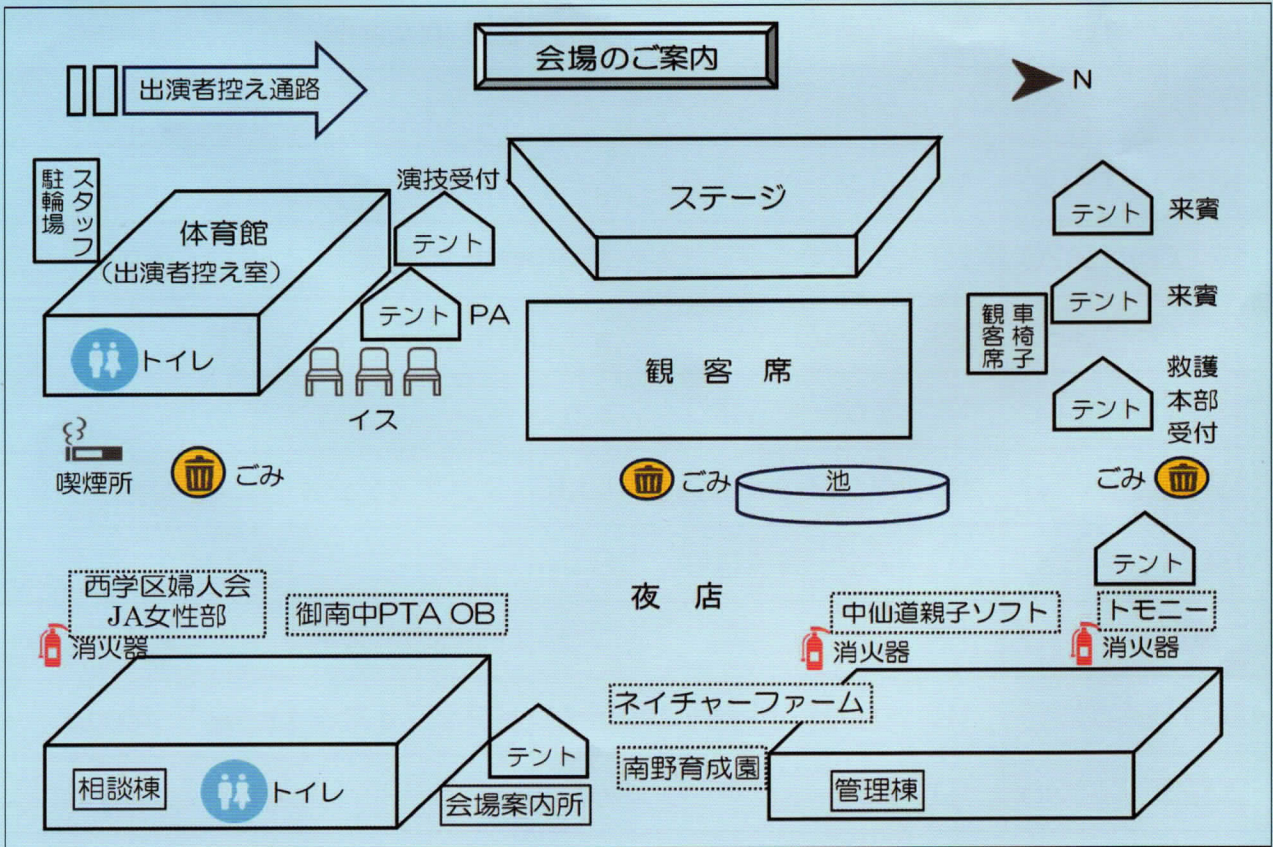 会場のご案内
出演者控え通路
N
スタッフ
駐輪場
演技受付
テント
体育館
(出演者控え室)
トイレ
テント
PA
イス
ステージ
観客席
テント
来賓
テント
来賓
車椅子
観客席
テント
救護
本部
受付
喫煙所
ごみ
ごみ
池
ごみ
テント
西学区婦人会
JA女性部
御南中PTA OB
夜店
中仙道親子ソフト
トモニー
消火器
消火器
消火器
ネイチャーファーム
テント
南野育成園
相談棟
トイレ
会場案内所
管理棟